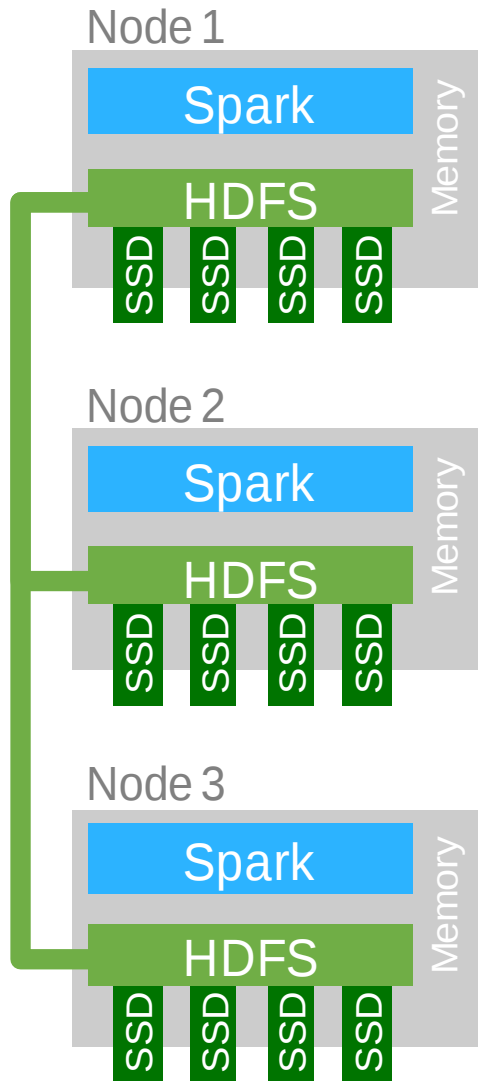 Node 1
Spark
Memory
HDFS
SSD SSD SSD SSD
Node 2
Spark
Memory
HDFS
SSD SSD SSD SSD
Node 3
Spark
Memory
HDFS
SSD SSD SSD SSD